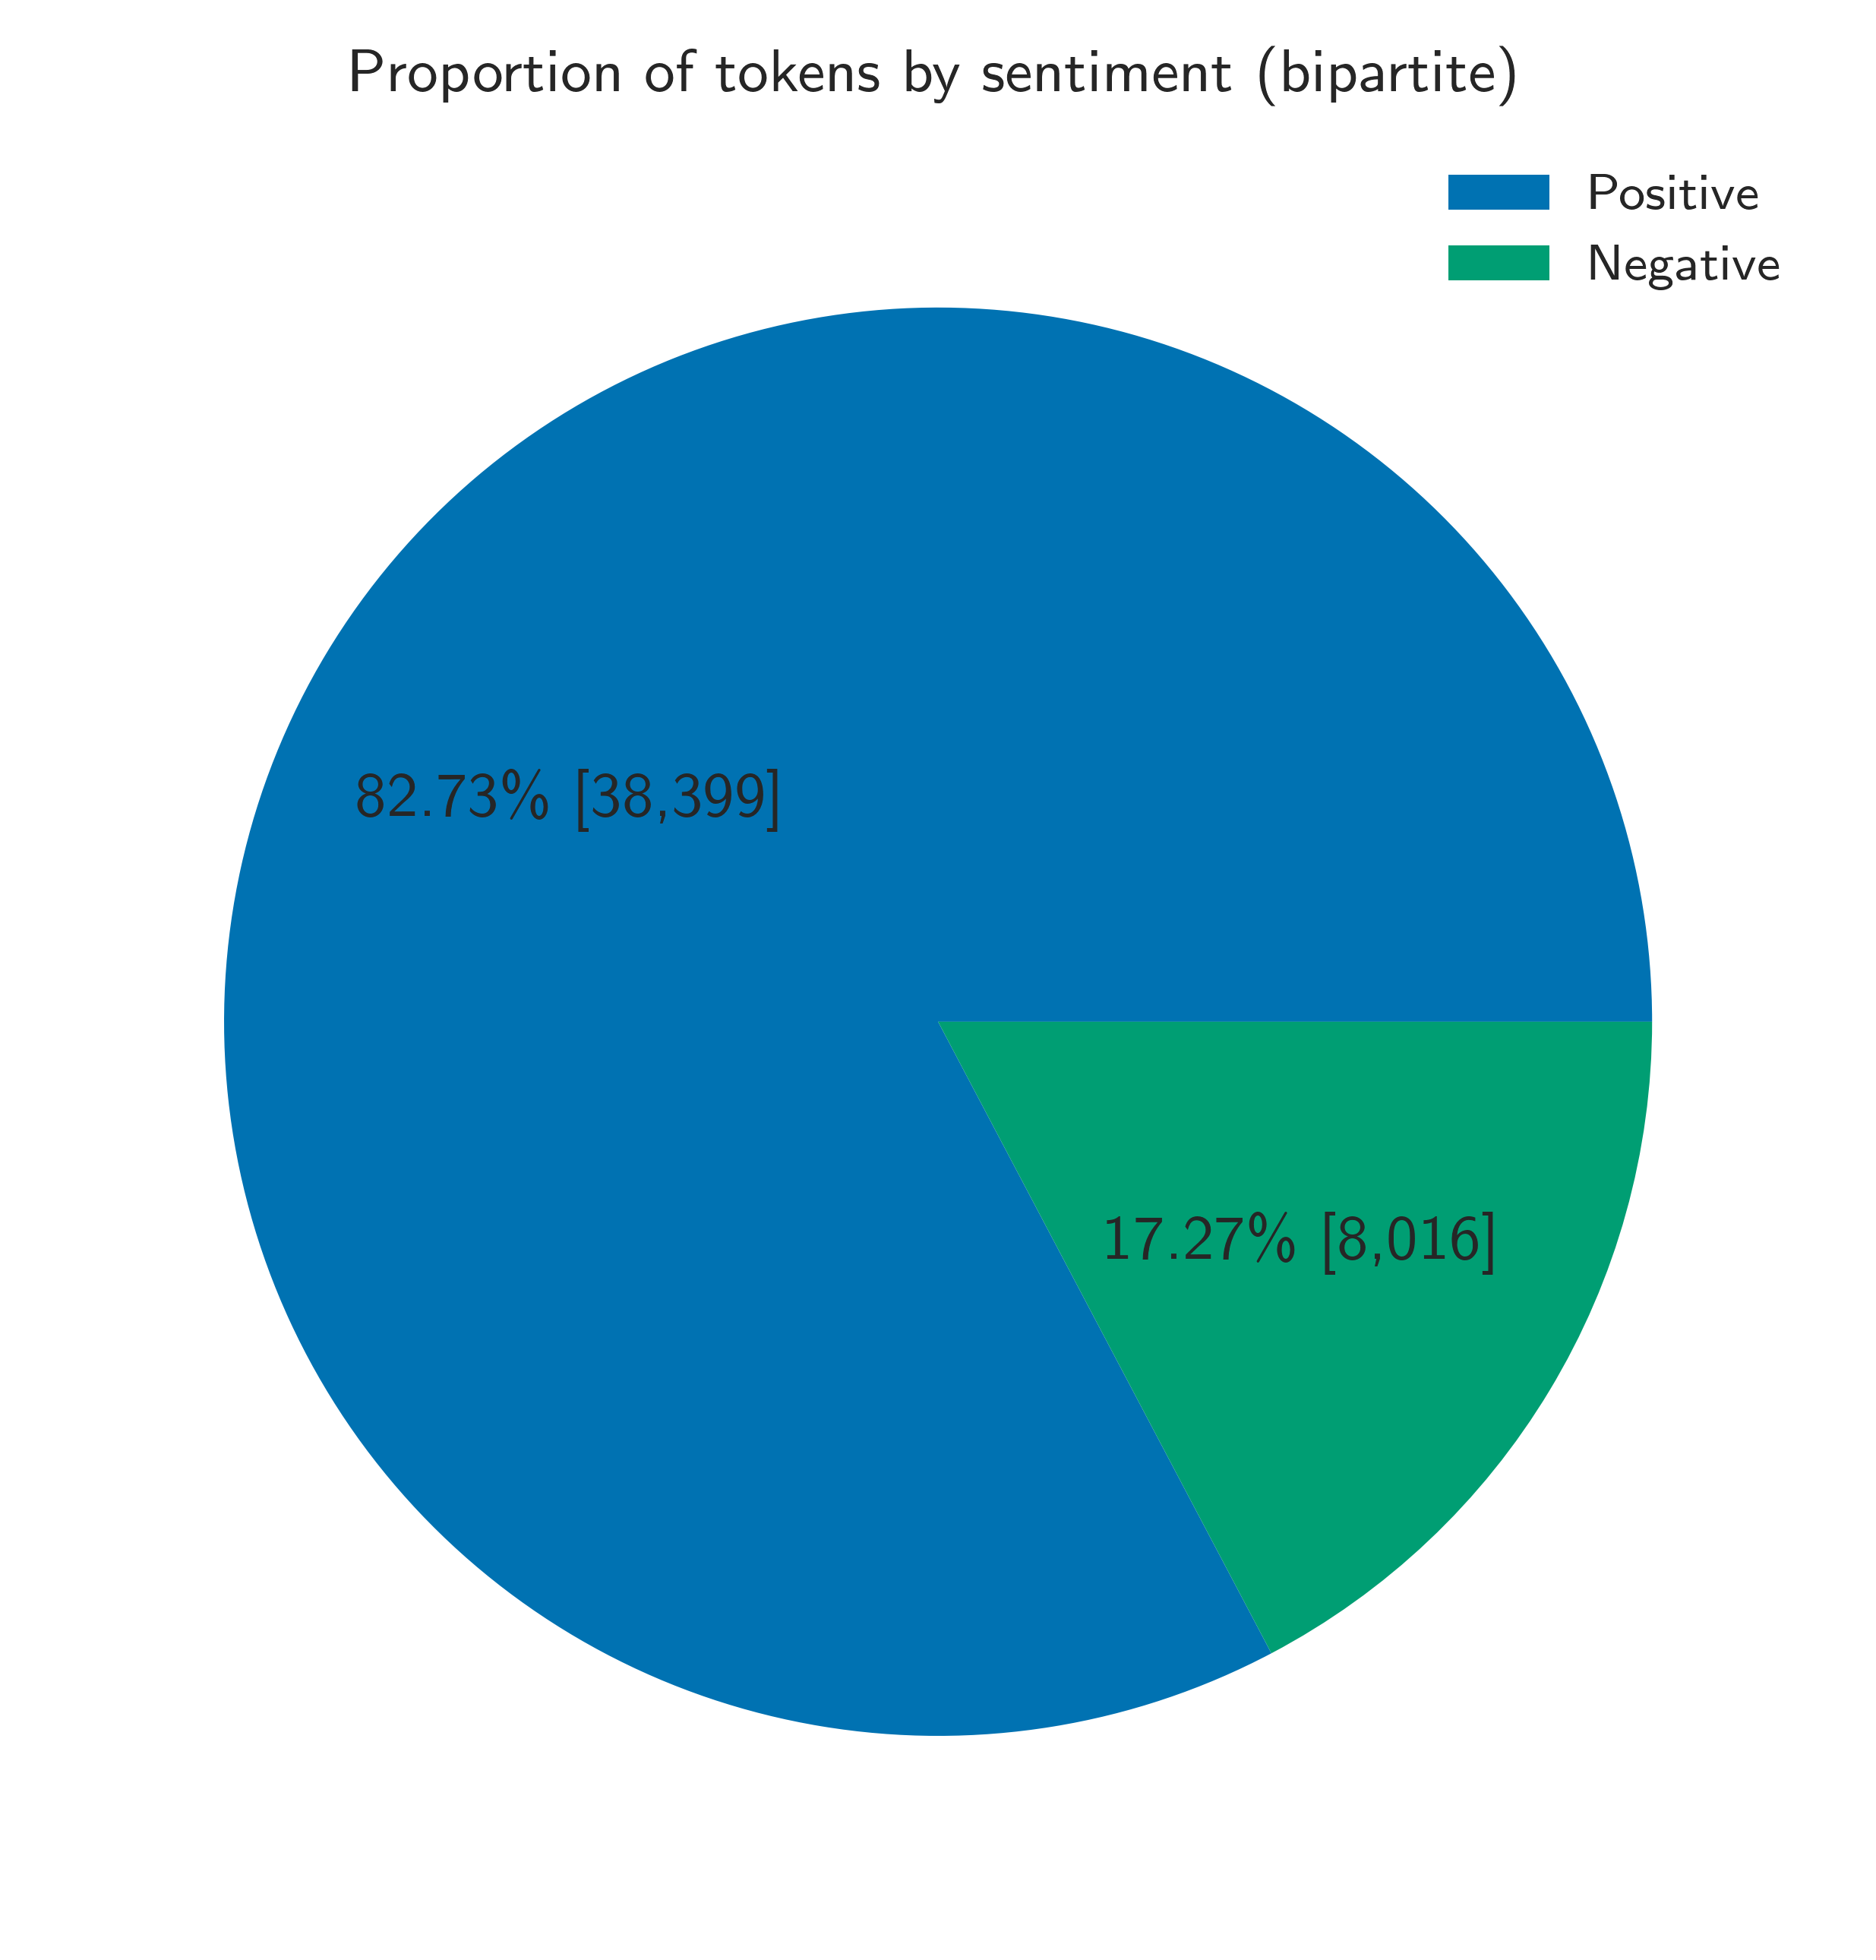 Proportion of tokens by sentiment (bipartite)
Positive
Negative
82.73% [38,399]
17.27% [8,016]